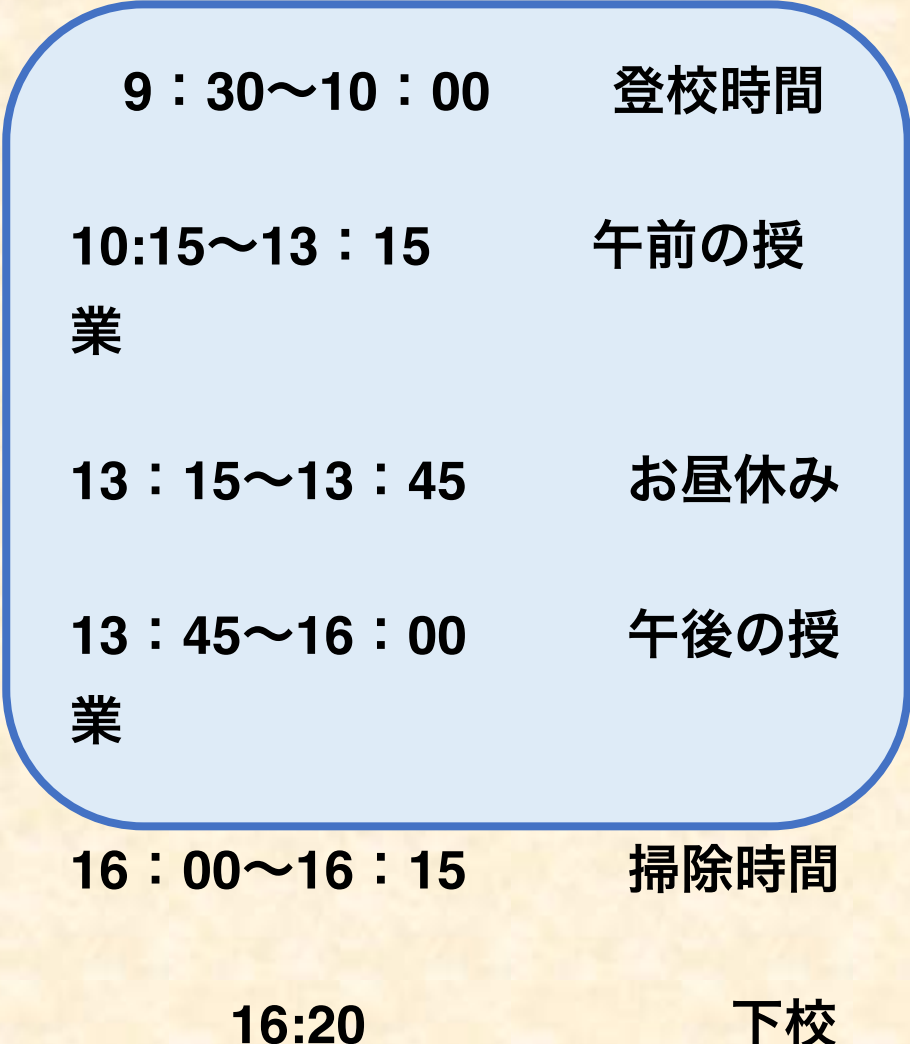 9：30～10：00　登校時間
10:15～13：15　午前の授
業
13：15～13：45　お昼休み
13：45～16：00　午後の授
業
16：00～16：15　掃除時間
16:20　下校